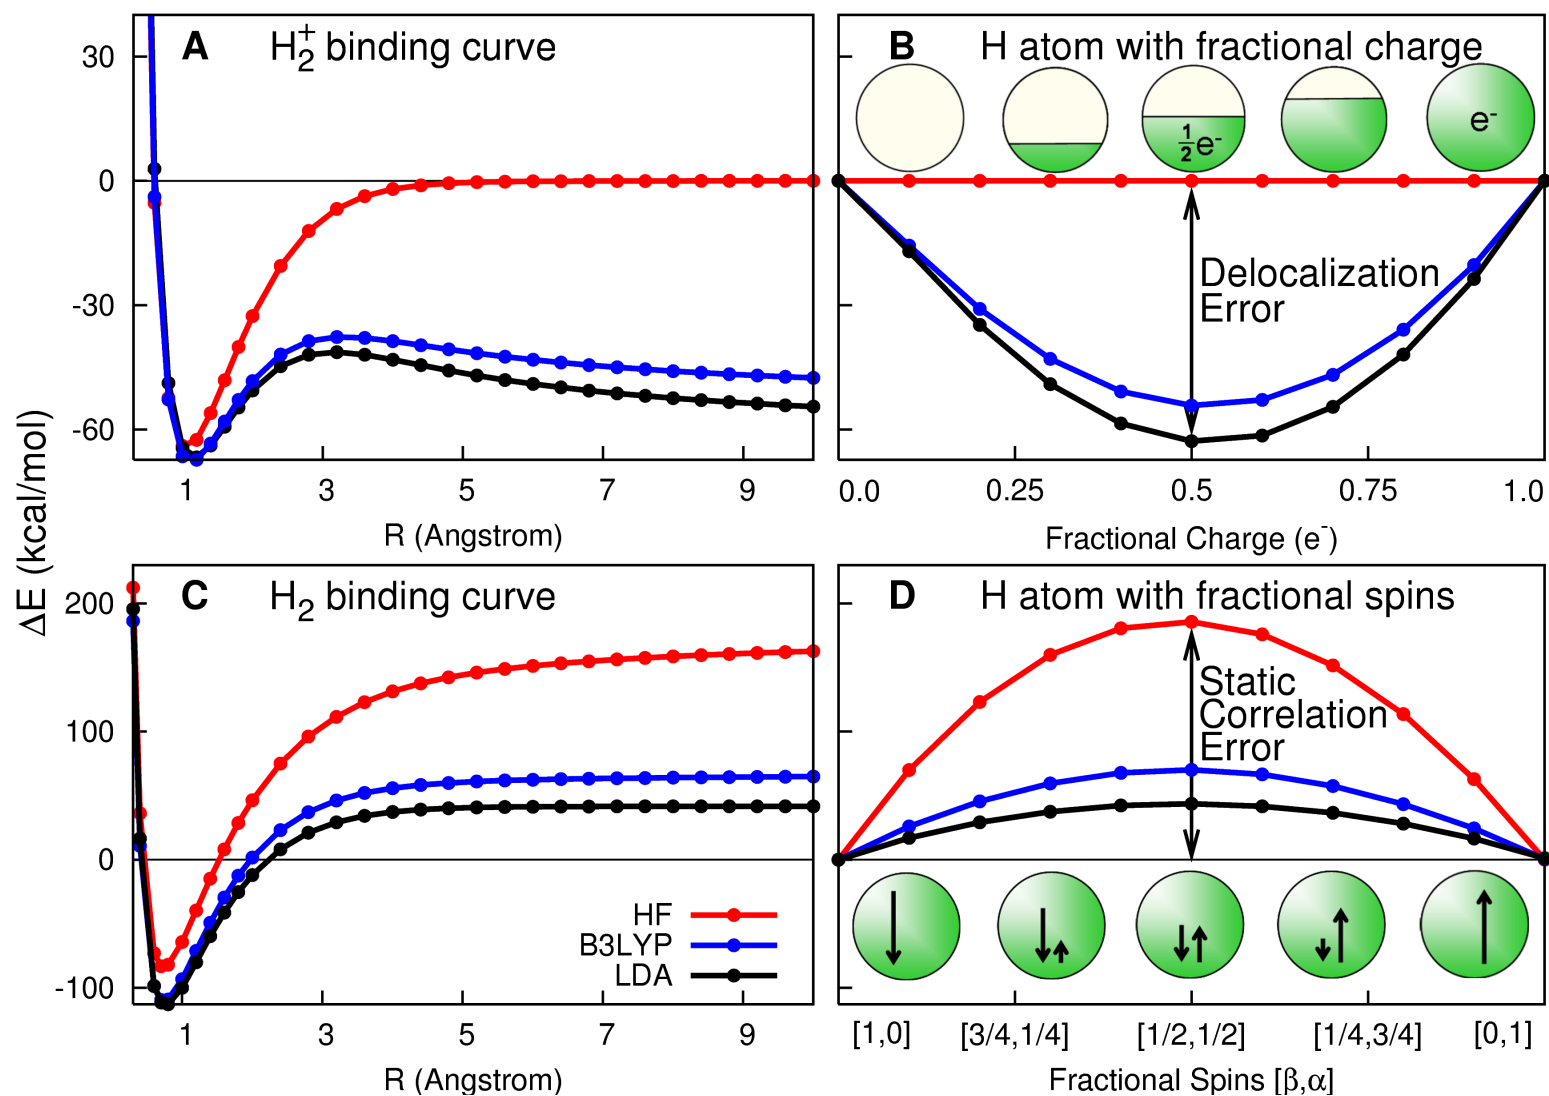 A H₂⁺ binding curve
30
0
-30
-60
1 3 5 7 9
R (Angstrom)
B H atom with fractional charge
½e⁻
e⁻
Delocalization
Error
0.0 0.25 0.5 0.75 1.0
Fractional Charge (e⁻)
ΔE (kcal/mol)
C H₂ binding curve
200
100
0
-100
HF
B3LYP
LDA
1 3 5 7 9
R (Angstrom)
D H atom with fractional spins
Static
Correlation
Error
[1,0] [3/4,1/4] [1/2,1/2] [1/4,3/4] [0,1]
Fractional Spins [β,α]